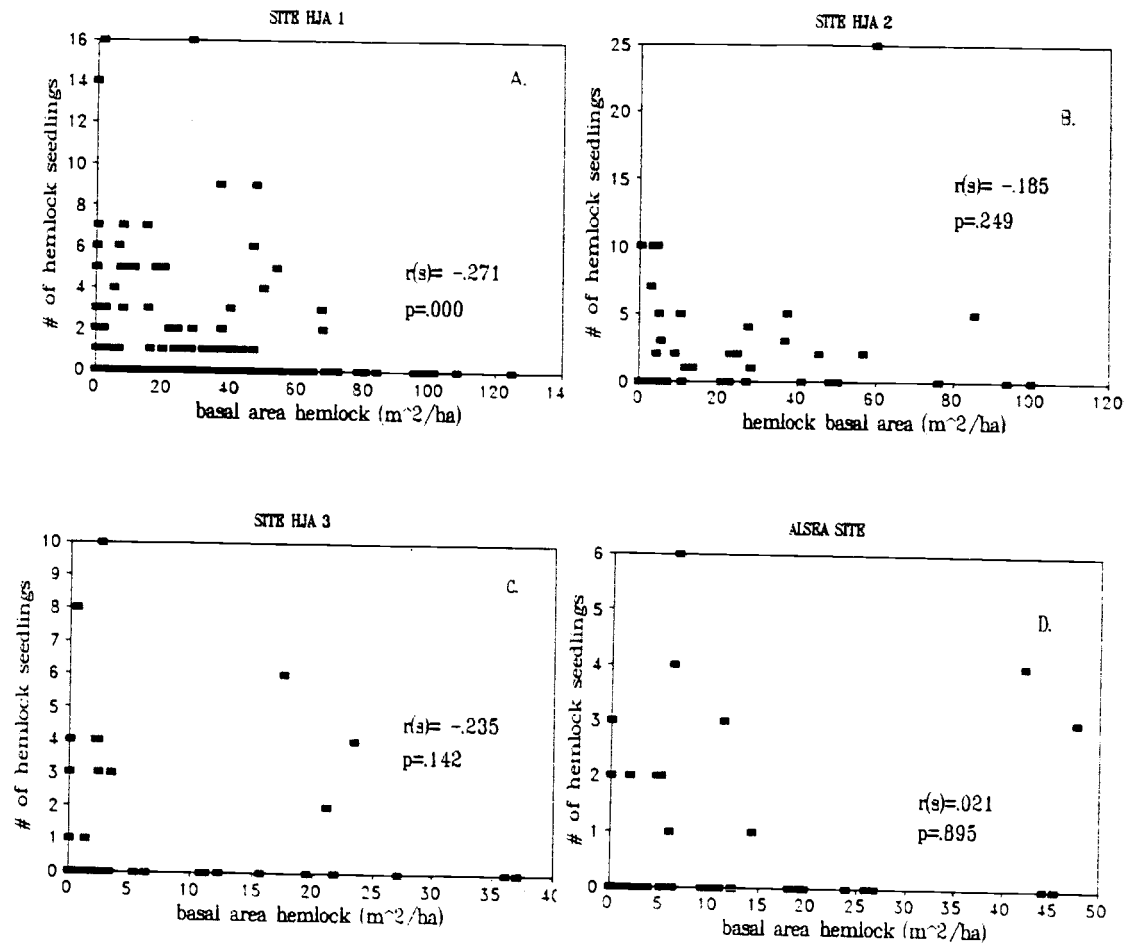 SITE HJA 1
16
14
12
10
8
6
4
2
0
# of hemlock seedlings
A.
r(s)= -.271
p=.000
0 20 40 60 80 100 120 14
basal area hemlock (m^2/ha)
SITE HJA 2
25
20
15
10
5
0
# of hemlock seedlings
B.
r(s)= -.185
p=.249
0 20 40 60 80 100 120
hemlock basal area (m^2/ha)
SITE HJA 3
10
9
8
7
6
5
4
3
2
1
0
# of hemlock seedlings
C.
r(s)= -.235
p=.142
0 5 10 15 20 25 30 35 40
basal area hemlock (m^2/ha)
ALSEA SITE
6
5
4
3
2
1
0
# of hemlock seedlings
D.
r(s)=.021
p=.895
0 5 10 15 20 25 30 35 40 45 50
basal area hemlock (m^2/ha)